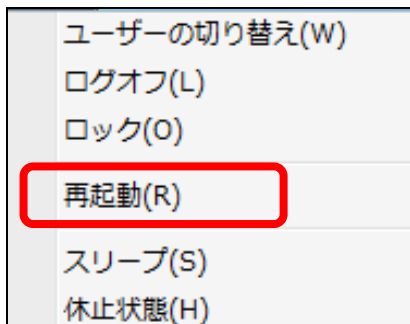 ユーザーの切り替え(W)
ログオフ(L)
ロック(O)
再起動(R)
スリープ(S)
休止状態(H)